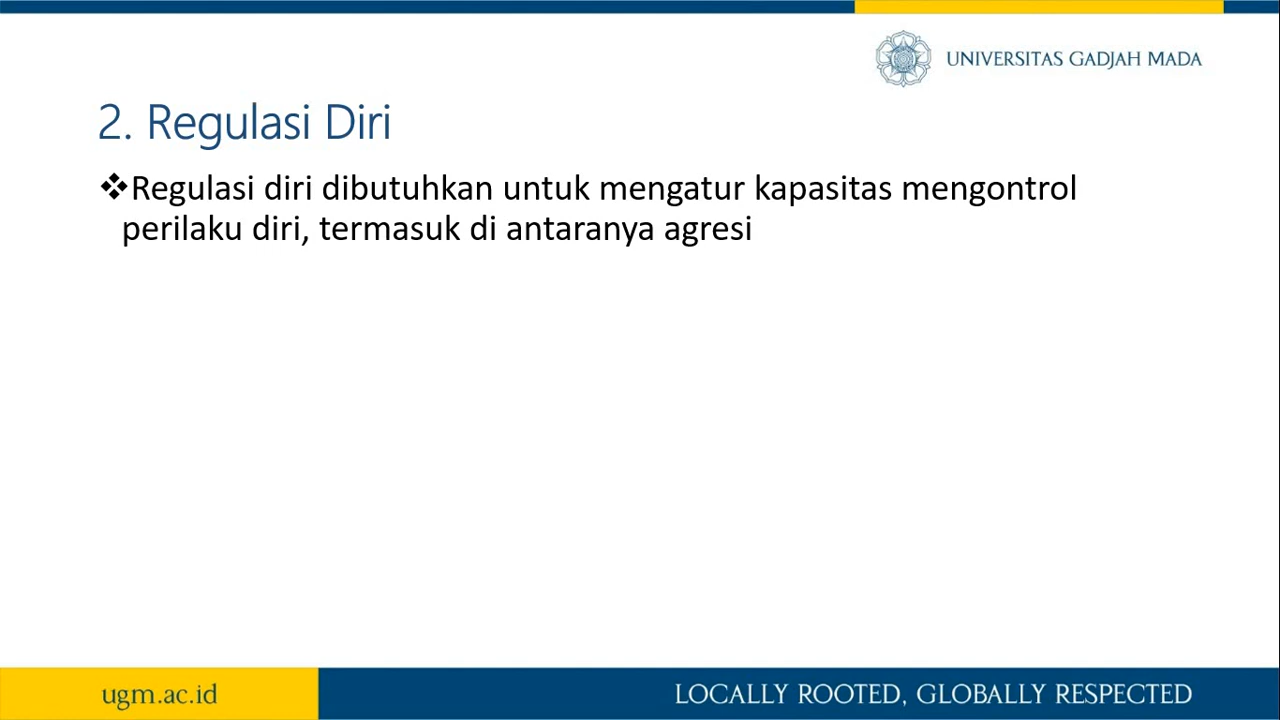 UNIVERSITAS GADJAH MADA
2. Regulasi Diri
❖Regulasi diri dibutuhkan untuk mengatur kapasitas mengontrol
perilaku diri, termasuk di antaranya agresi
ugm.ac.id
LOCALLY ROOTED, GLOBALLY RESPECTED